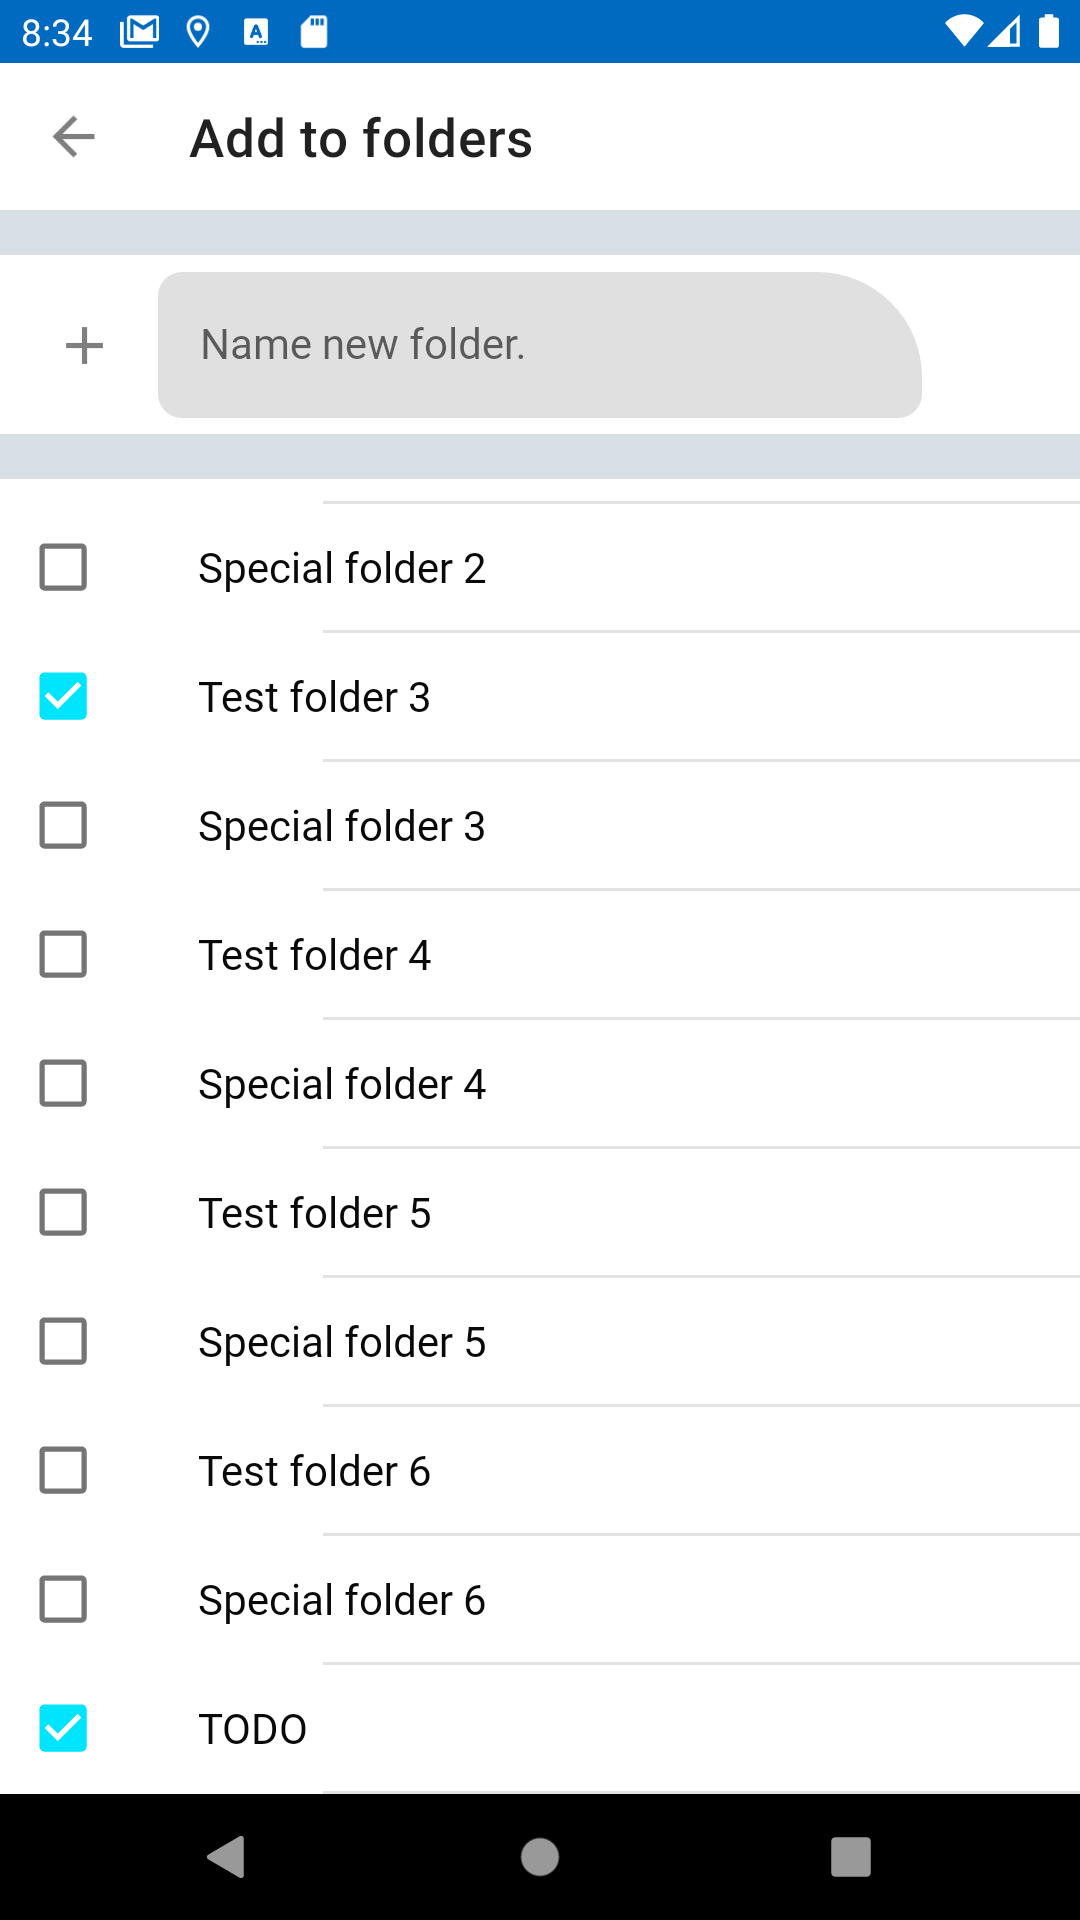 8:34
Add to folders
Name new folder.
Special folder 2
Test folder 3
Special folder 3
Test folder 4
Special folder 4
Test folder 5
Special folder 5
Test folder 6
Special folder 6
TODO